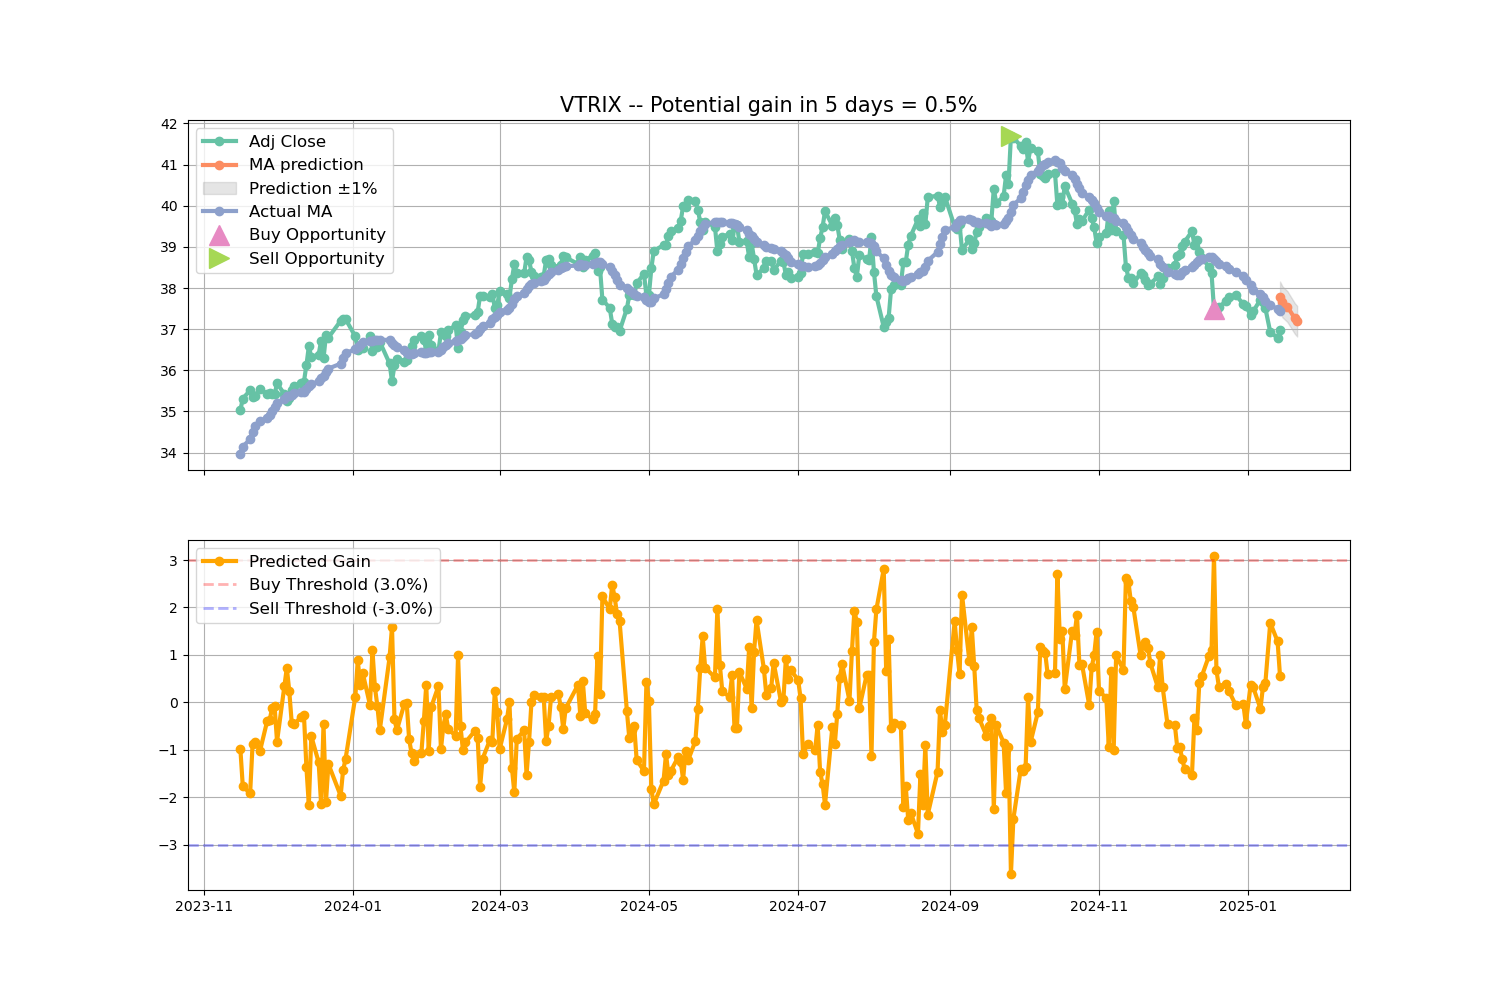 VTRIX -- Potential gain in 5 days = 0.5%
42
41
40
39
38
37
36
35
34
Adj Close
MA prediction
Prediction ±1%
Actual MA
Buy Opportunity
Sell Opportunity
3
2
1
0
−1
−2
−3
Predicted Gain
Buy Threshold (3.0%)
Sell Threshold (-3.0%)
2023-11 2024-01 2024-03 2024-05 2024-07 2024-09 2024-11 2025-01